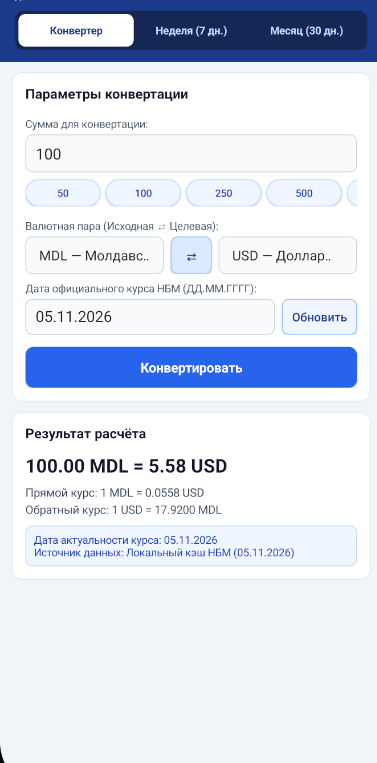 Конвертер
Неделя (7 дн.)
Месяц (30 дн.)
Параметры конвертации
Сумма для конвертации:
100
50
100
250
500
Валютная пара (Исходная ⇄ Целевая):
MDL — Молдавс..
⇄
USD — Доллар..
Дата официального курса НБМ (ДД.ММ.ГГГГ):
05.11.2026
Обновить
Конвертировать
Результат расчёта
100.00 MDL = 5.58 USD
Прямой курс: 1 MDL = 0.0558 USD
Обратный курс: 1 USD = 17.9200 MDL
Дата актуальности курса: 05.11.2026
Источник данных: Локальный кэш НБМ (05.11.2026)